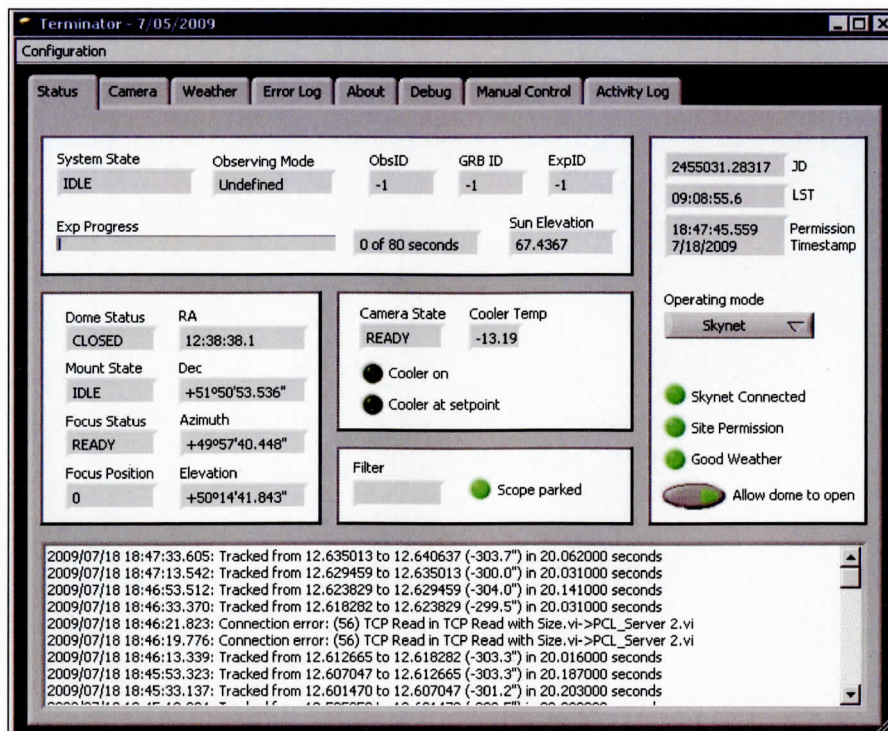 Terminator - 7/05/2009
Configuration
Status Camera Weather Error Log About Debug Manual Control Activity Log
System State Observing Mode ObsID GRB ID ExpID
IDLE Undefined -1 -1 -1
Exp Progress Sun Elevation
0 of 80 seconds 67.4367
2455031.28317 JD
09:08:55.6 LST
18:47:45.559 Permission
7/18/2009 Timestamp
Operating mode
Skynet
Skynet Connected
Site Permission
Good Weather
Allow dome to open
Dome Status RA
CLOSED 12:38:38.1
Mount State Dec
IDLE +51º50'53.536"
Focus Status Azimuth
READY +49º57'40.448"
Focus Position Elevation
0 +50º14'41.843"
Camera State Cooler Temp
READY -13.19
Cooler on
Cooler at setpoint
Filter
Scope parked
2009/07/18 18:47:33.605: Tracked from 12.635013 to 12.640637 (-303.7") in 20.062000 seconds
2009/07/18 18:47:13.542: Tracked from 12.629459 to 12.635013 (-300.0") in 20.031000 seconds
2009/07/18 18:46:53.512: Tracked from 12.623829 to 12.629459 (-304.0") in 20.141000 seconds
2009/07/18 18:46:33.370: Tracked from 12.618282 to 12.623829 (-299.5") in 20.031000 seconds
2009/07/18 18:46:21.823: Connection error: (56) TCP Read in TCP Read with Size.vi->PCL_Server 2.vi
2009/07/18 18:46:19.776: Connection error: (56) TCP Read in TCP Read with Size.vi->PCL_Server 2.vi
2009/07/18 18:46:13.339: Tracked from 12.612665 to 12.618282 (-303.3") in 20.016000 seconds
2009/07/18 18:45:53.323: Tracked from 12.607047 to 12.612665 (-303.3") in 20.187000 seconds
2009/07/18 18:45:33.137: Tracked from 12.601470 to 12.607047 (-301.2") in 20.203000 seconds